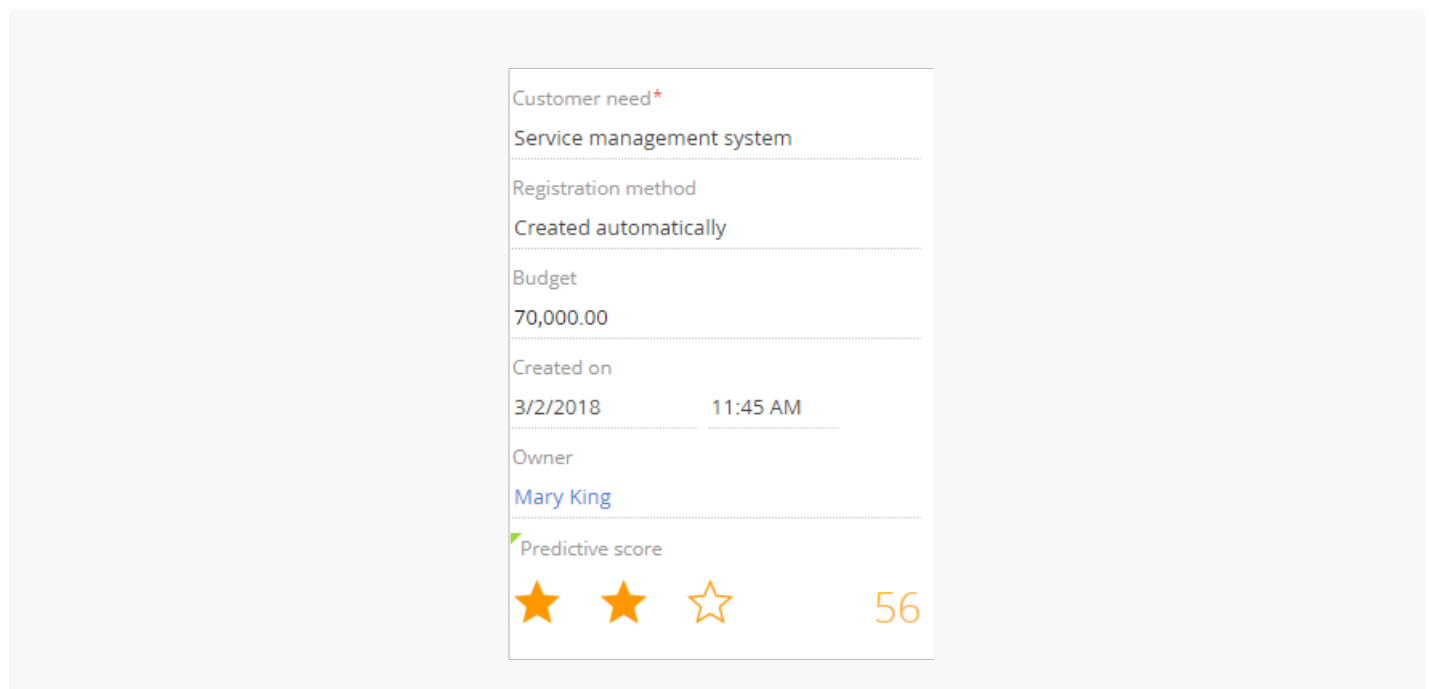 Customer need*
Service management system
Registration method
Created automatically
Budget
70,000.00
Created on
3/2/2018 11:45 AM
Owner
Mary King
Predictive score
56